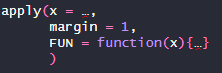 apply(x = …,
margin = 1,
FUN = function(x){…}
)